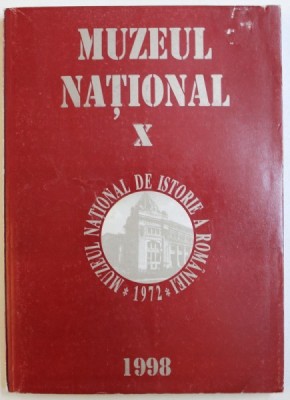 MUZEUL
NAȚIONAL
X
MUZEUL NAȚIONAL DE ISTORIE A ROMÂNIEI
* 1972 *
1998